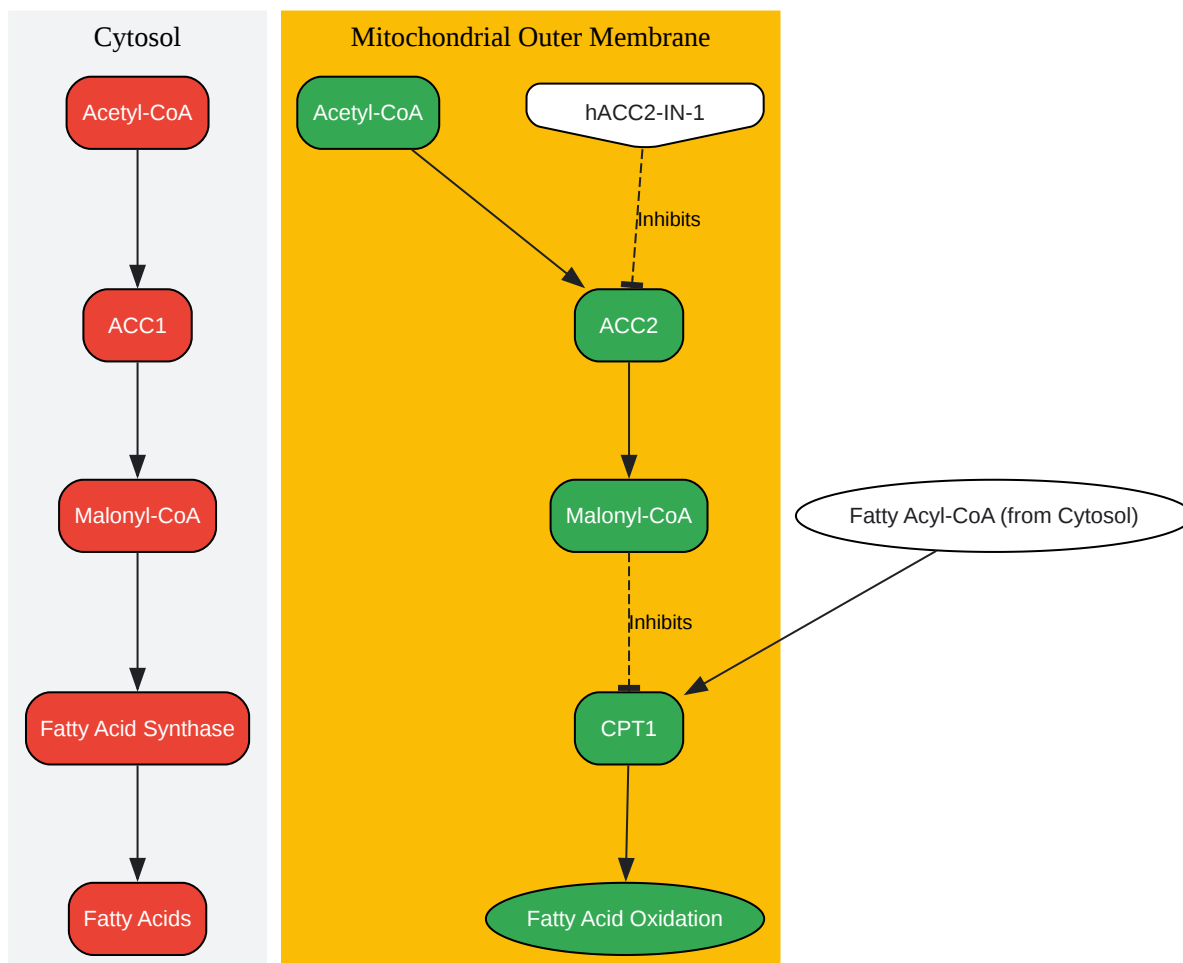 Cytosol
Mitochondrial Outer Membrane
Acetyl-CoA
Acetyl-CoA
hACC2-IN-1
Inhibits
ACC1
ACC2
Malonyl-CoA
Malonyl-CoA
Fatty Acyl-CoA (from Cytosol)
Inhibits
Fatty Acid Synthase
CPT1
Fatty Acids
Fatty Acid Oxidation